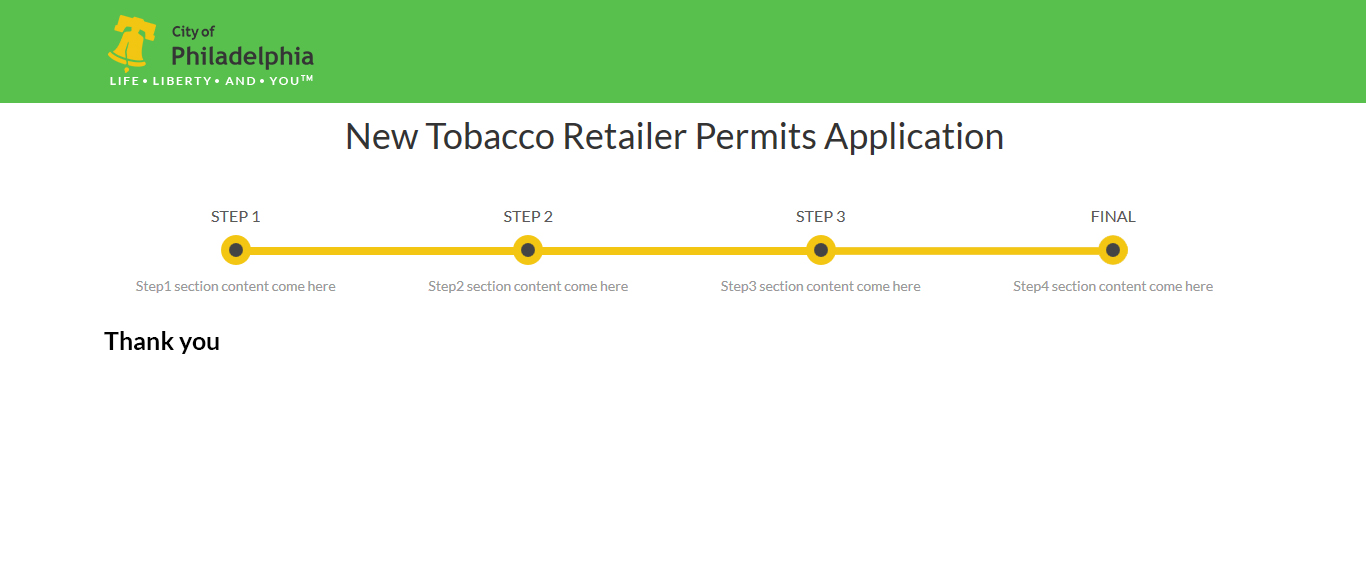 City of
Philadelphia
LIFE • LIBERTY • AND • YOU™
New Tobacco Retailer Permits Application
STEP 1
STEP 2
STEP 3
FINAL
Step1 section content come here
Step2 section content come here
Step3 section content come here
Step4 section content come here
Thank you